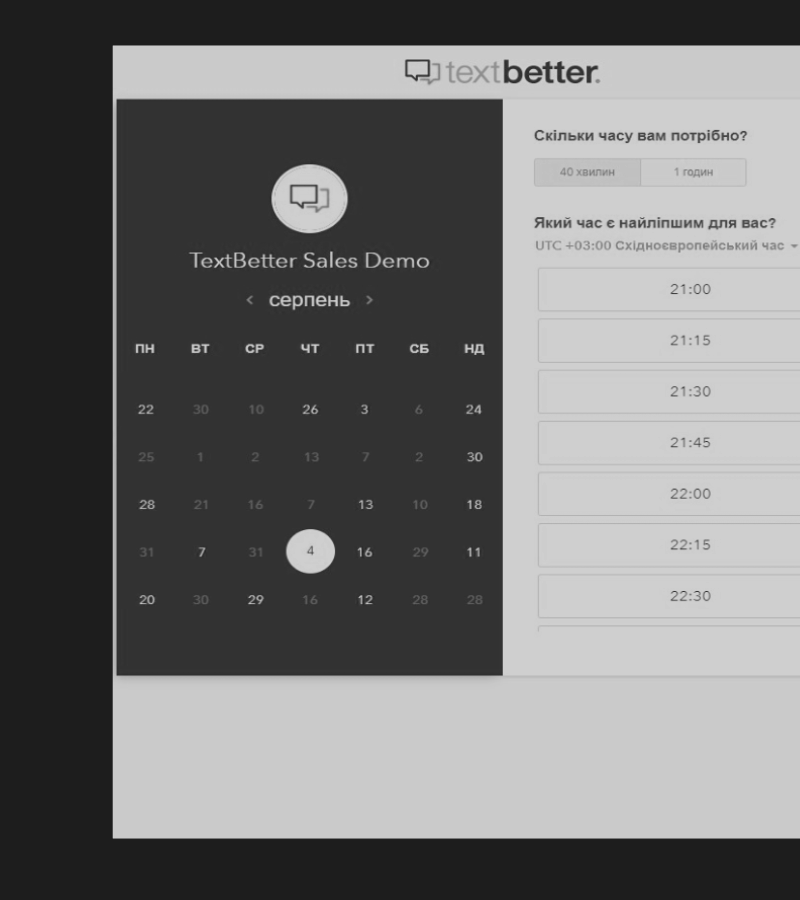 textbetter.
TextBetter Sales Demo
< серпень >
ПН ВТ СР ЧТ ПТ СБ НД
22 30 10 26 3 6 24
25 1 2 13 7 2 30
28 21 16 7 13 10 18
31 7 31 4 16 29 11
20 30 29 16 12 28 28
Скільки часу вам потрібно?
40 хвилин 1 годин
Який час є найліпшим для вас?
UTC +03:00 Східноєвропейський час
21:00
21:15
21:30
21:45
22:00
22:15
22:30